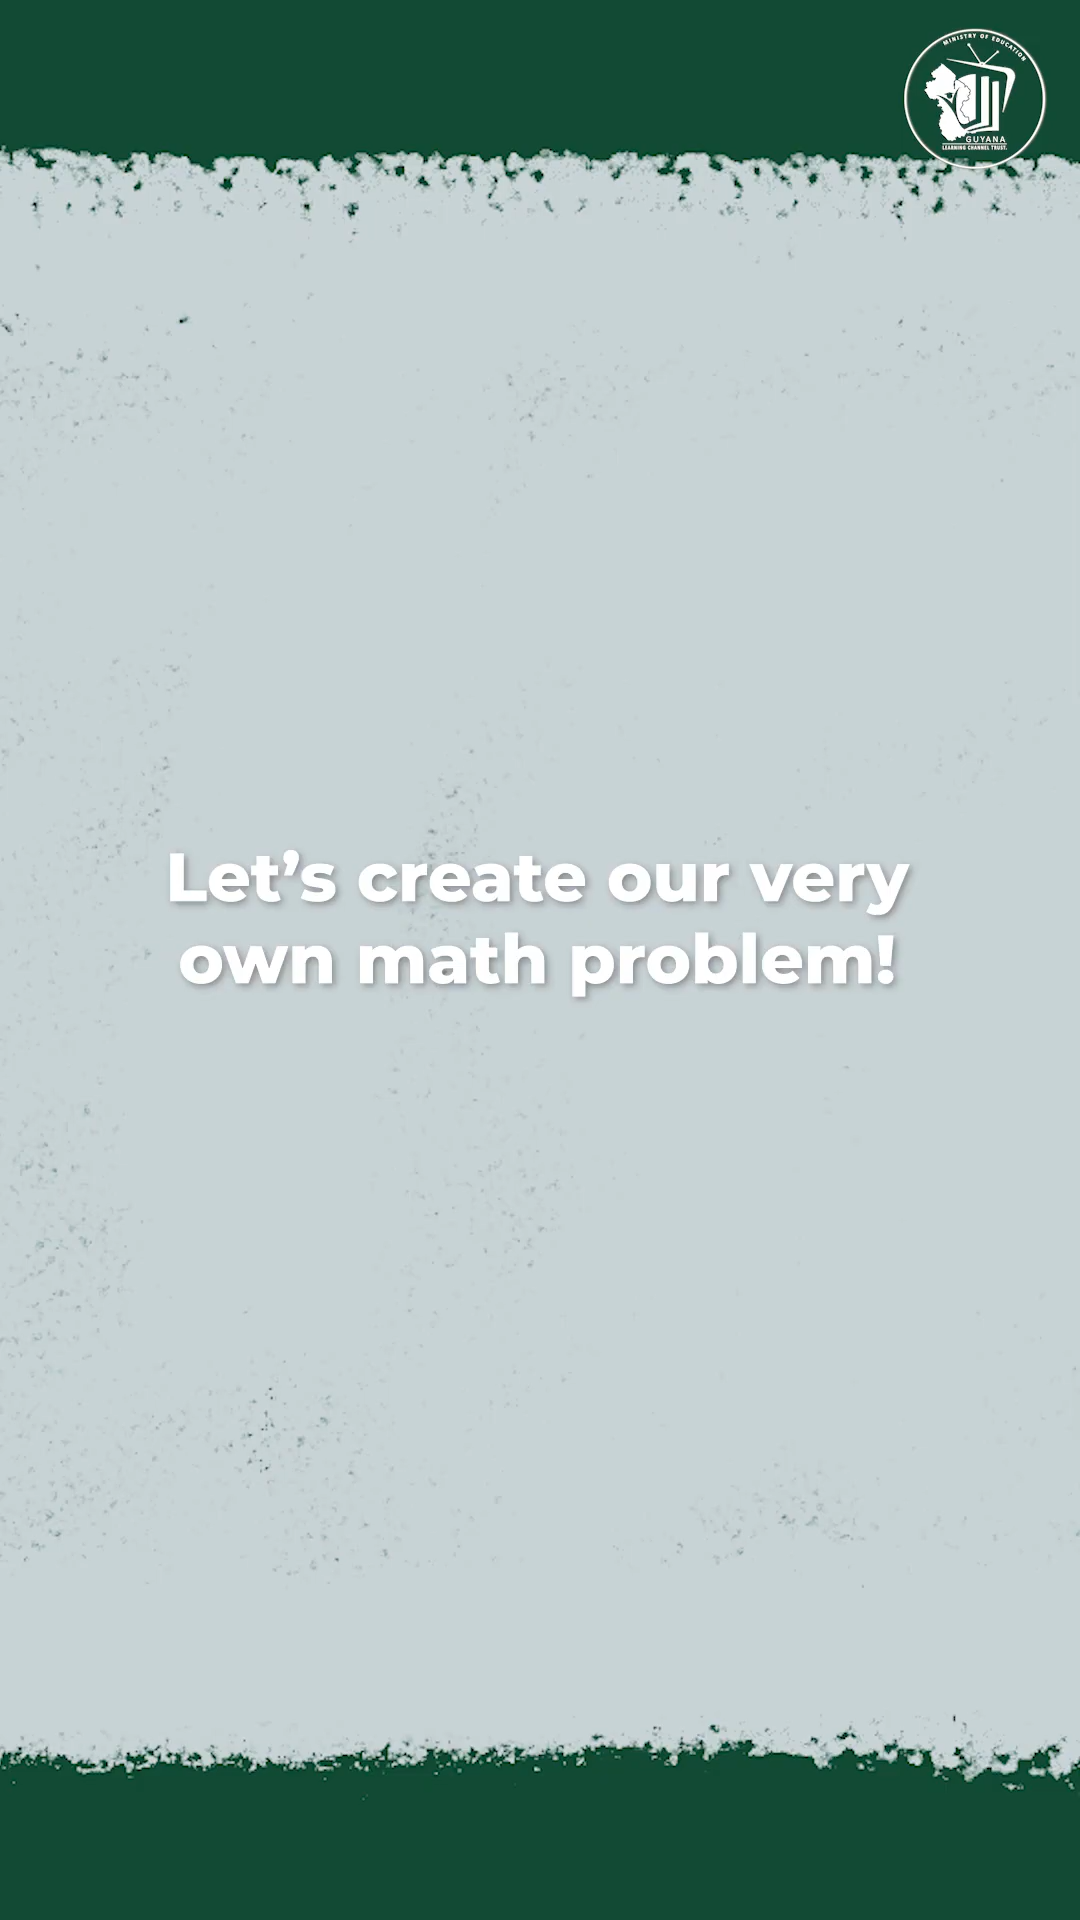 MINISTRY OF EDUCATION
GUYANA
LEARNING CHANNEL TRUST.
Let’s create our very
own math problem!